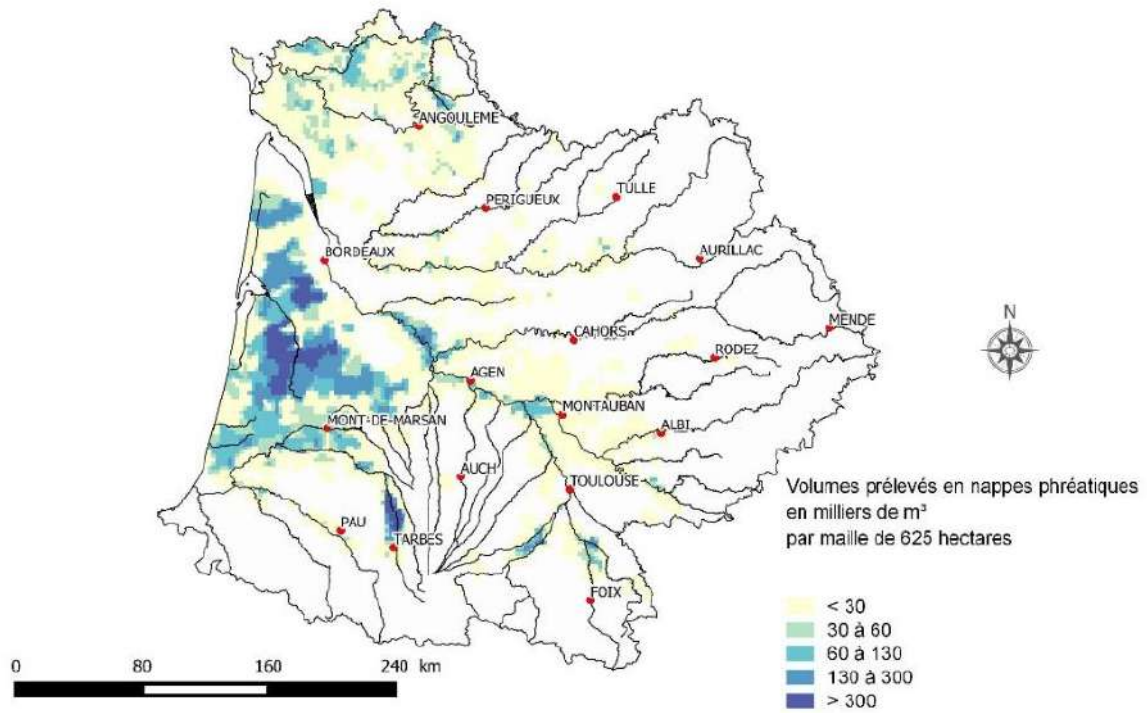 ANGOULEME
PERIGUEUX
TULLE
BORDEAUX
AURILLAC
CAHORS
MENDE
RODEZ
AGEN
MONTAUBAN
MONT-DE-MARSAN
ALBI
AUCH
TOULOUSE
PAU
TARBES
FOIX
N
Volumes prélevés en nappes phréatiques
en milliers de m³
par maille de 625 hectares
< 30
30 à 60
60 à 130
130 à 300
> 300
0 80 160 240 km